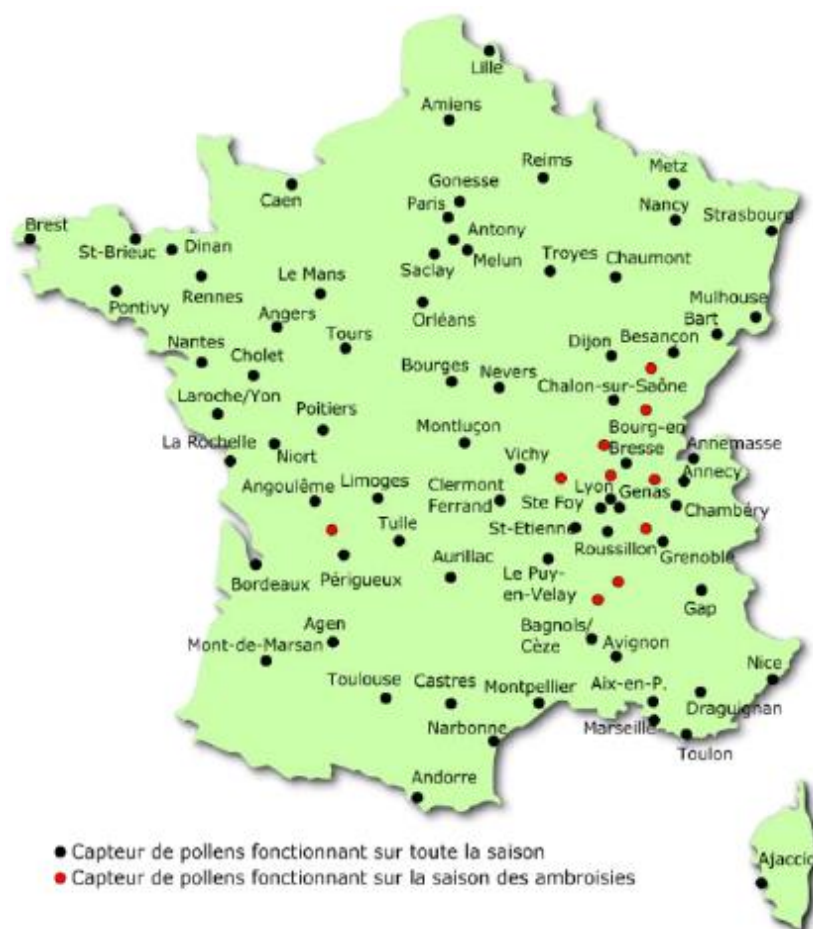 Lille
Amiens
Reims
Metz
Gonesse
Caen
Paris
Nancy
Strasbourg
Brest
Antony
St-Brieuc
Dinan
Saclay
Melun
Troyes
Chaumont
Le Mans
Pontivy
Rennes
Mulhouse
Orléans
Angers
Bart
Nantes
Tours
Dijon
Besançon
Cholet
Bourges
Nevers
Chalon-sur-Saône
Laroche/Yon
Poitiers
Bourg-en
Bresse
La Rochelle
Niort
Montluçon
Annemasse
Vichy
Annecy
Angoulême
Limoges
Clermont
Ferrand
Lyon
Genas
Ste Foy
Chambéry
Tulle
St-Etienne
Roussillon
Grenoble
Bordeaux
Périgueux
Aurillac
Le Puy-
en-Velay
Gap
Agen
Bagnols/
Cèze
Mont-de-Marsan
Avignon
Nice
Toulouse
Castres
Montpellier
Aix-en-P.
Draguignan
Narbonne
Marseille
Toulon
Andorre
Capteur de pollens fonctionnant sur toute la saison
Capteur de pollens fonctionnant sur la saison des ambroisies
Ajaccio